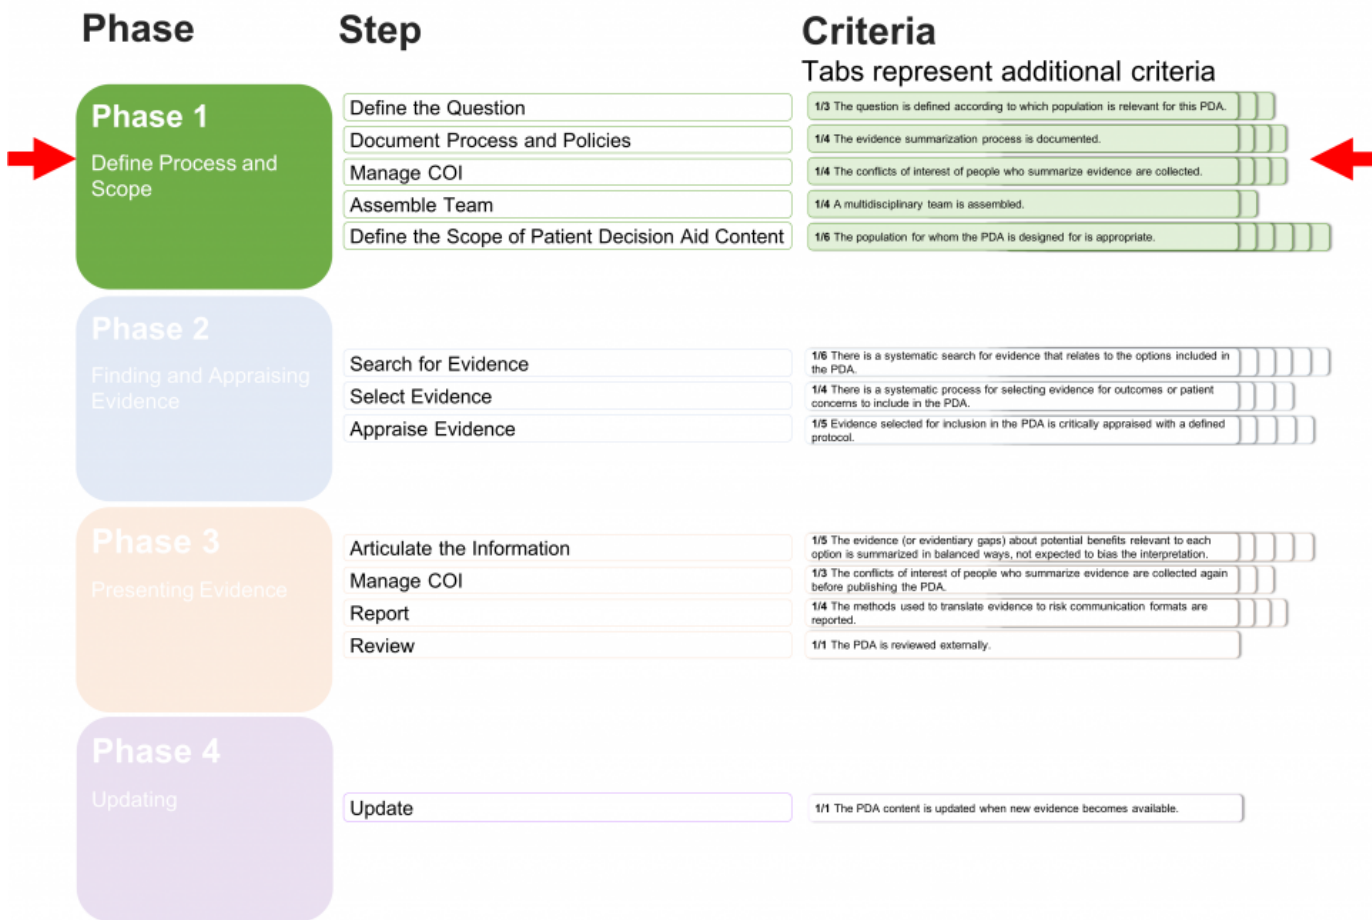 Phase
Step
Criteria
Tabs represent additional criteria
Phase 1
Define Process and
Scope
Define the Question
1/3 The question is defined according to which population is relevant for this PDA.
Document Process and Policies
1/4 The evidence summarization process is documented.
Manage COI
1/4 The conflicts of interest of people who summarize evidence are collected.
Assemble Team
1/4 A multidisciplinary team is assembled.
Define the Scope of Patient Decision Aid Content
1/6 The population for whom the PDA is designed for is appropriate.
Phase 2
Finding and Appraising
Evidence
Search for Evidence
1/6 There is a systematic search for evidence that relates to the options included in
the PDA.
Select Evidence
1/4 There is a systematic process for selecting evidence for outcomes or patient
concerns to include in the PDA.
Appraise Evidence
1/5 Evidence selected for inclusion in the PDA is critically appraised with a defined
protocol.
Phase 3
Presenting Evidence
Articulate the Information
1/5 The evidence (or evidentiary gaps) about potential benefits relevant to each
option is summarized in balanced ways, not expected to bias the interpretation.
Manage COI
1/3 The conflicts of interest of people who summarize evidence are collected again
before publishing the PDA.
Report
1/4 The methods used to translate evidence to risk communication formats are
reported.
Review
1/1 The PDA is reviewed externally.
Phase 4
Updating
Update
1/1 The PDA content is updated when new evidence becomes available.